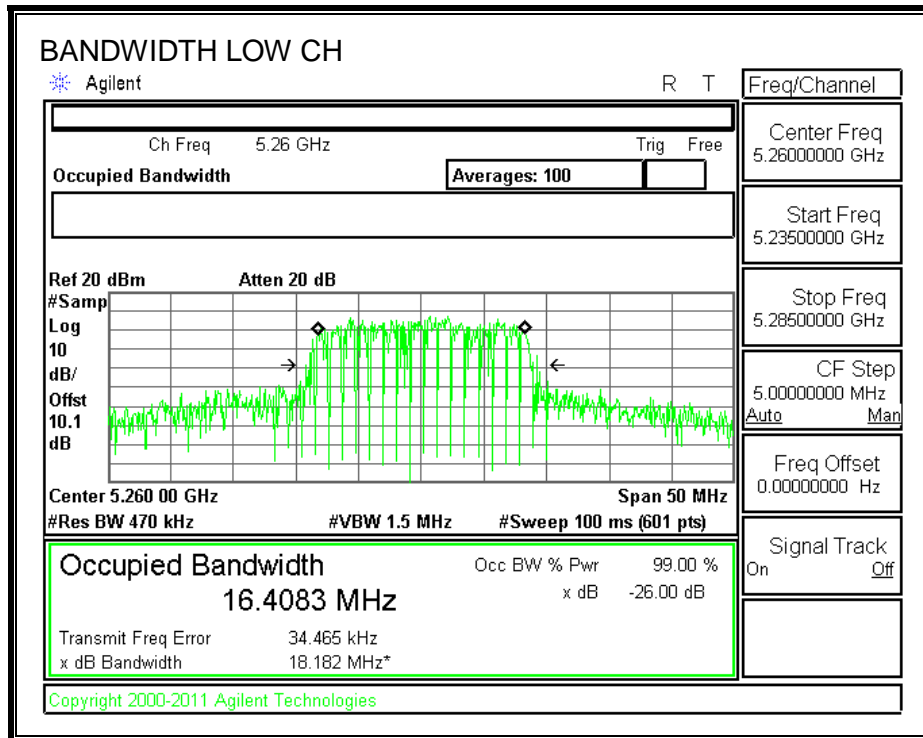 BANDWIDTH LOW CH
Agilent R T
Freq/Channel
Ch Freq 5.26 GHz Trig Free
Occupied Bandwidth Averages: 100
Center Freq
5.26000000 GHz
Start Freq
5.23500000 GHz
Ref 20 dBm Atten 20 dB
#Samp
Log
10
dB/
Offst
10.1
dB
Stop Freq
5.28500000 GHz
CF Step
5.00000000 MHz
Auto Man
Center 5.260 00 GHz Span 50 MHz
#Res BW 470 kHz #VBW 1.5 MHz #Sweep 100 ms (601 pts)
Freq Offset
0.00000000 Hz
Occupied Bandwidth Occ BW % Pwr 99.00 %
16.4083 MHz x dB -26.00 dB
Transmit Freq Error 34.465 kHz
x dB Bandwidth 18.182 MHz*
Signal Track
On Off
Copyright 2000-2011 Agilent Technologies